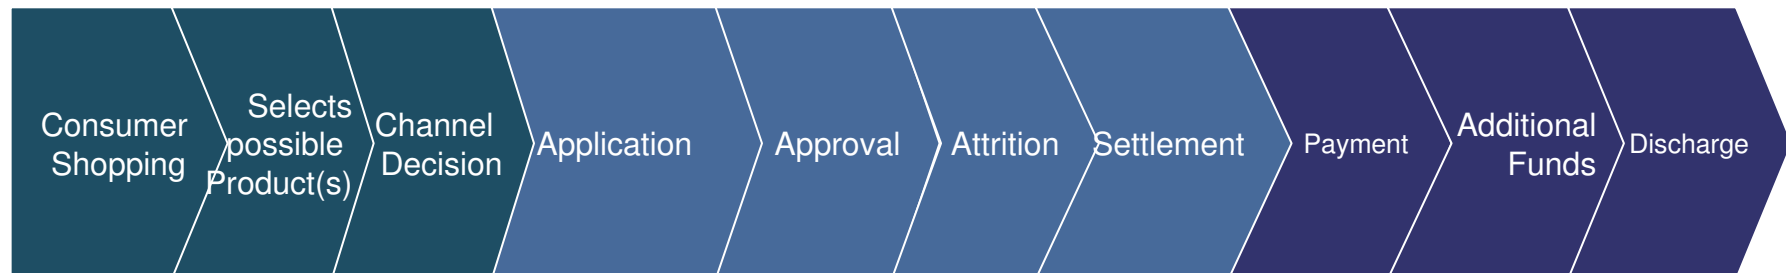 Consumer
Shopping
Selects
possible
Product(s)
Channel
Decision
Application
Approval
Attrition
Settlement
Payment
Additional
Funds
Discharge